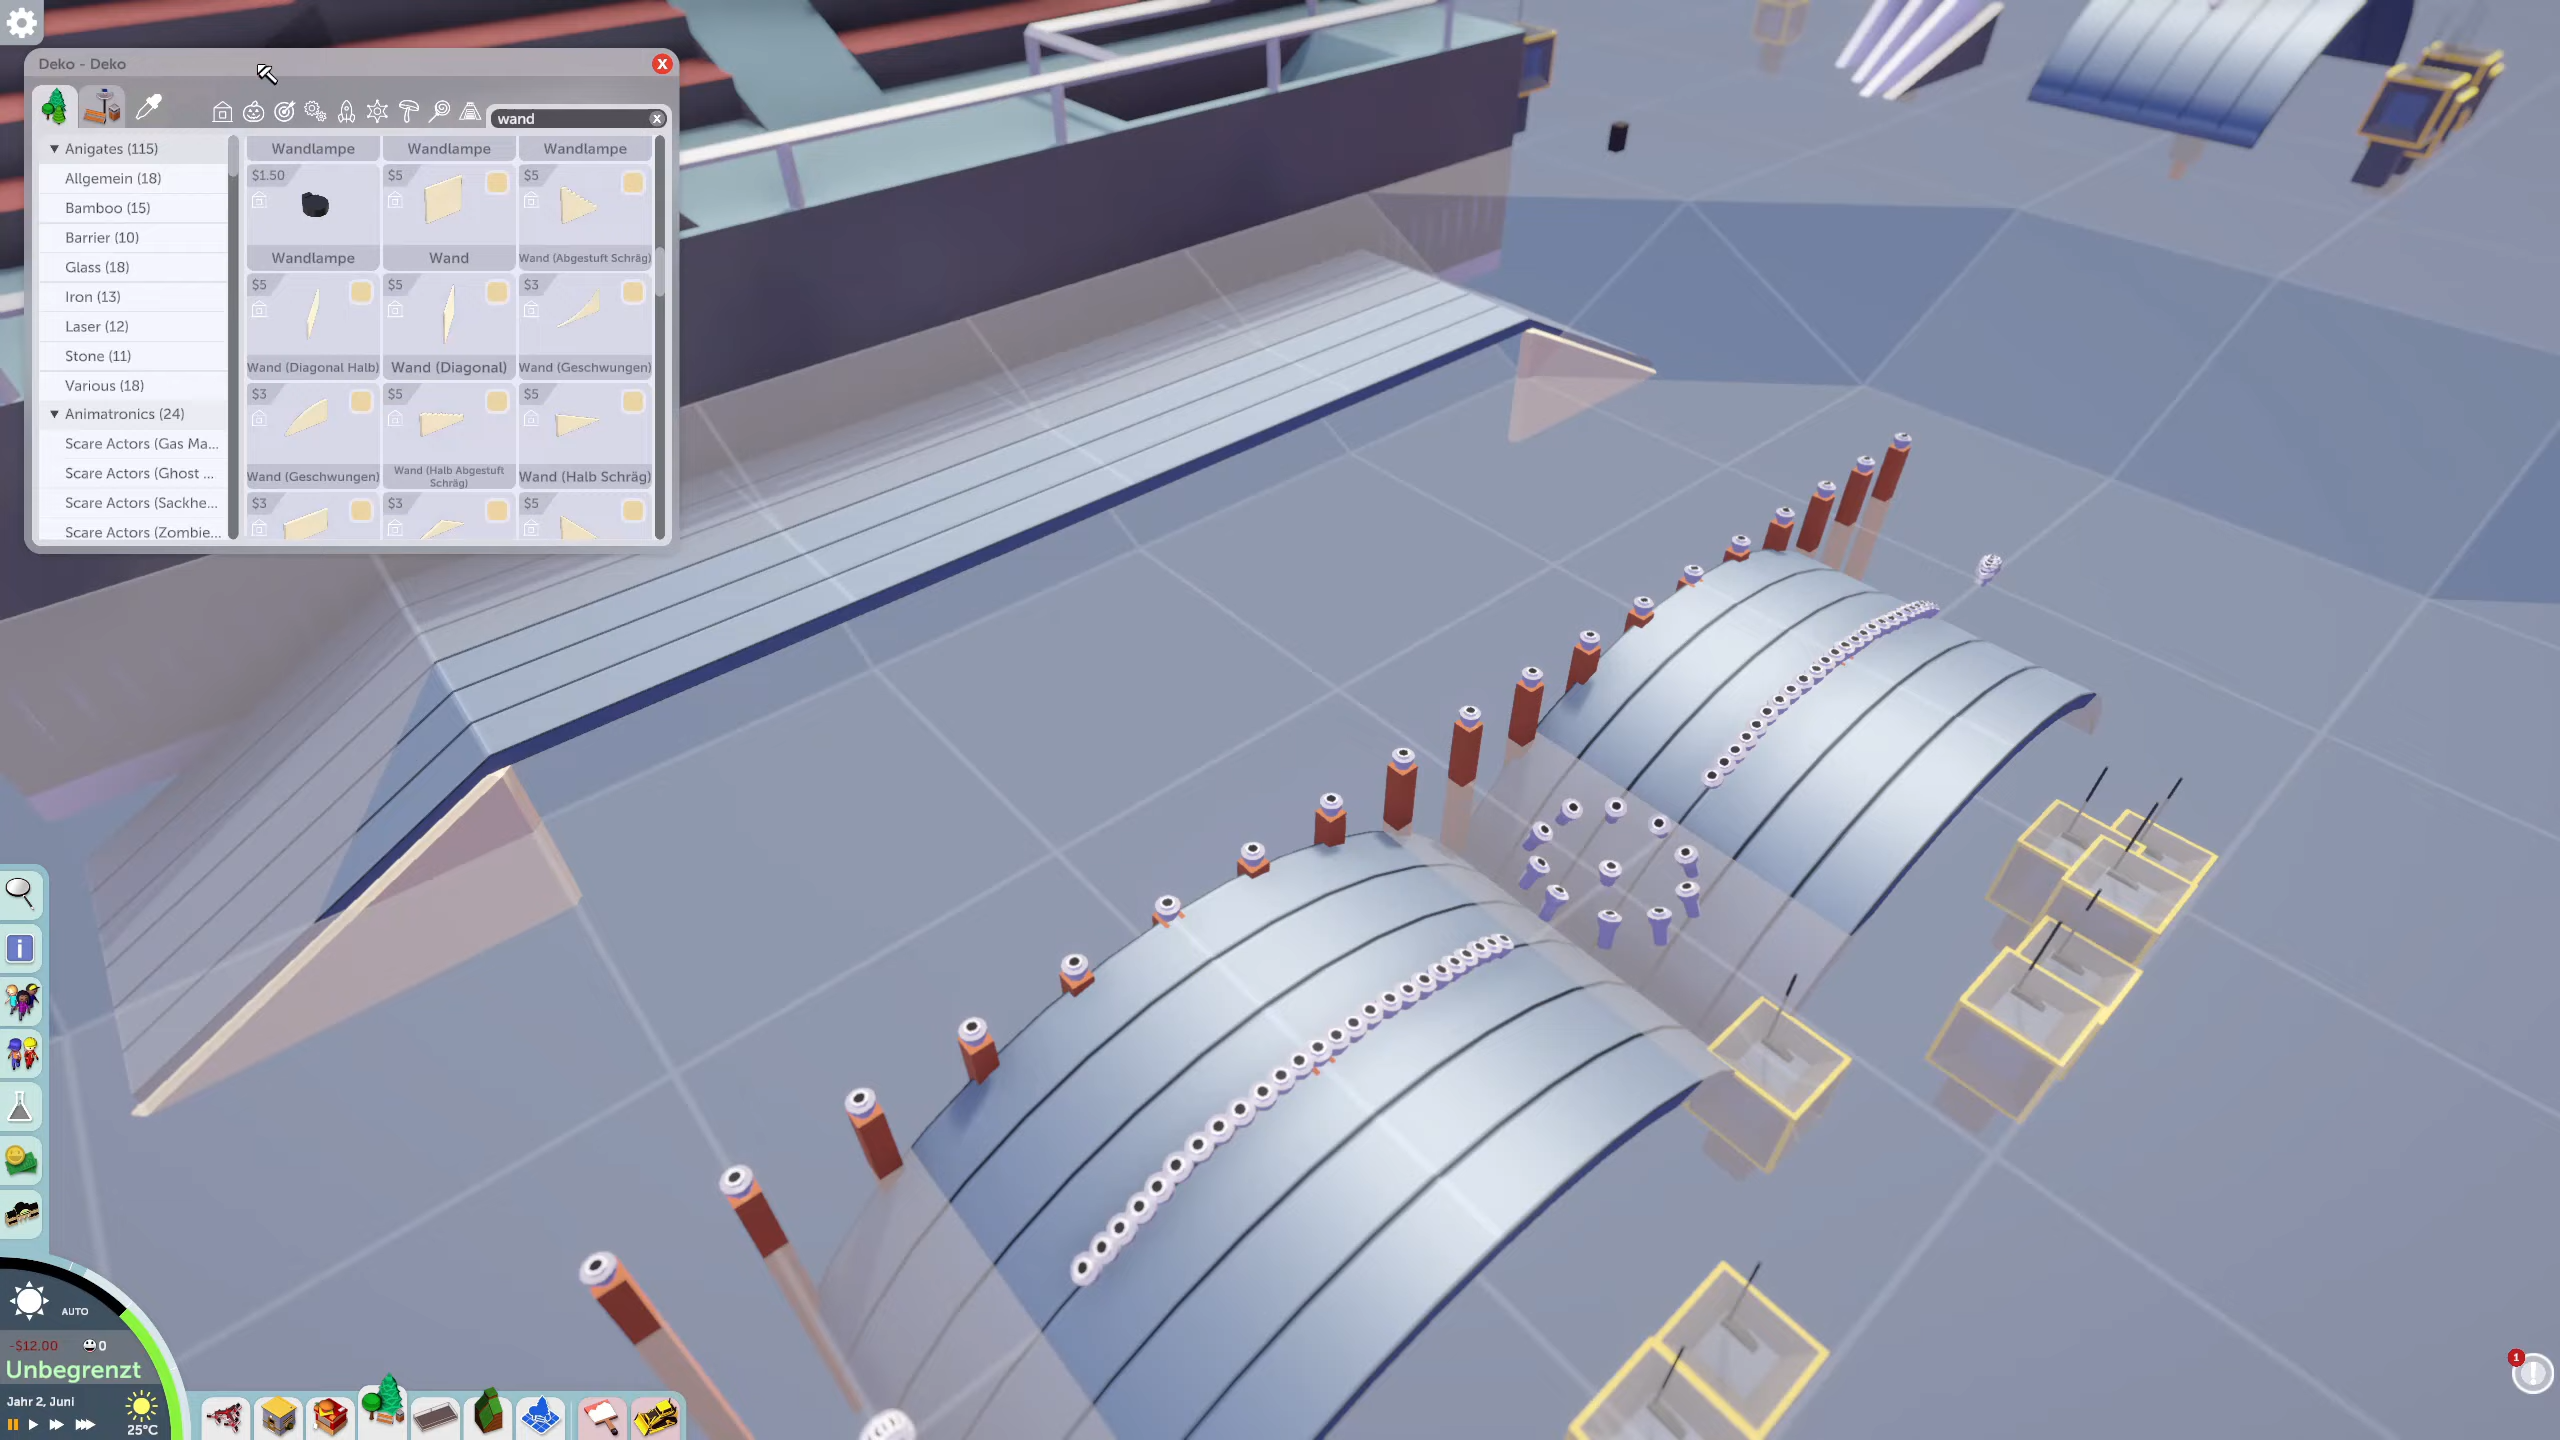 Deko - Deko
X
wand
x
Anigates (115)
Allgemein (18)
Bamboo (15)
Barrier (10)
Glass (18)
Iron (13)
Laser (12)
Stone (11)
Various (18)
Animatronics (24)
Scare Actors (Gas Ma...
Scare Actors (Ghost ...
Scare Actors (Sackhe...
Scare Actors (Zombie...
Wandlampe
Wandlampe
Wandlampe
$1.50
$5
$5
Wandlampe
Wand
Wand (Abgestuft Schräg)
$5
$5
$3
Wand (Diagonal Halb)
Wand (Diagonal)
Wand (Geschwungen)
$3
$5
$5
Wand (Geschwungen)
Wand (Halb Abgestuft
Schräg)
Wand (Halb Schräg)
$3
$3
$5
i
AUTO
-$12.00
0
Unbegrenzt
Jahr 2, Juni
25°C
1